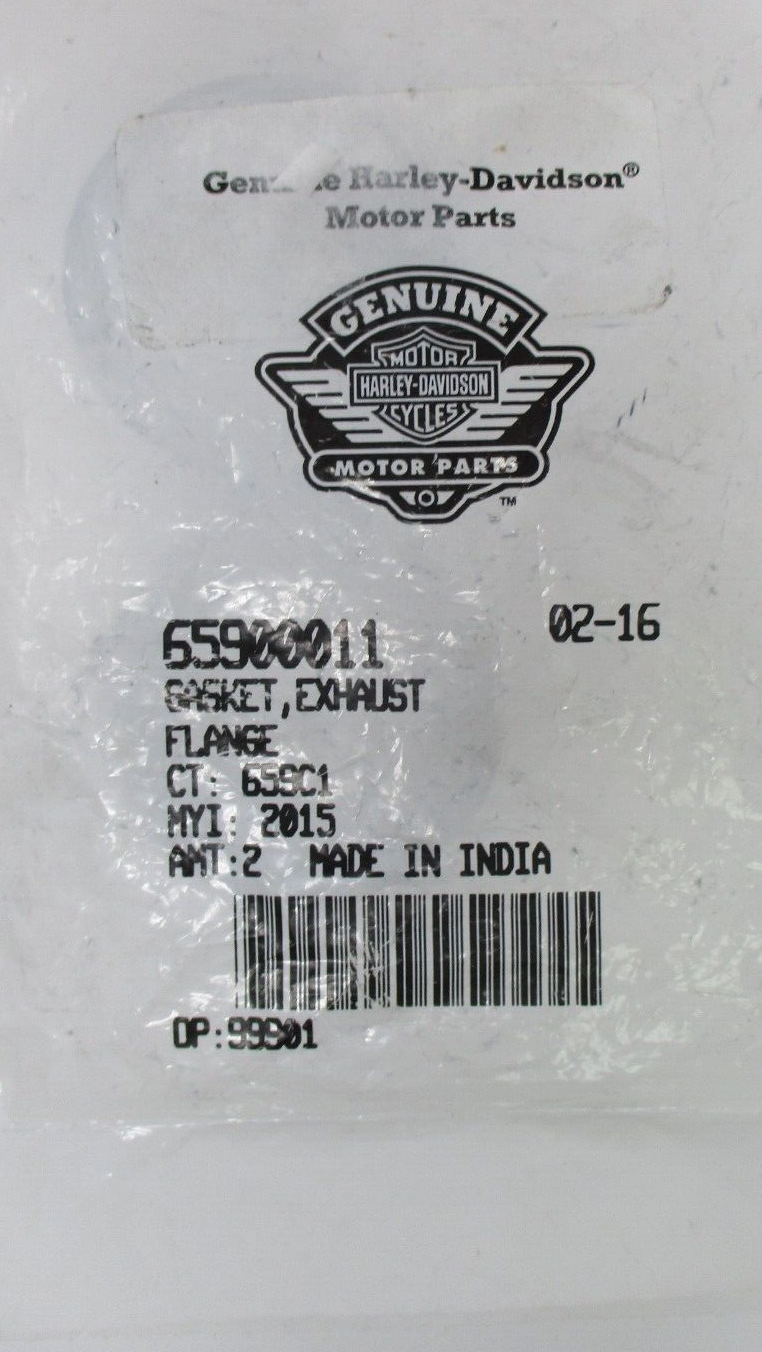 Harley-Davidson®
Motor Parts
GENUINE
MOTOR
HARLEY-DAVIDSON
CYCLES
MOTOR PARTS
TM
02-16
65900011
GASKET, EXHAUST
FLANGE
CT: 659C1
MYI: 2015
AMT:2 MADE IN INDIA
OP:99901